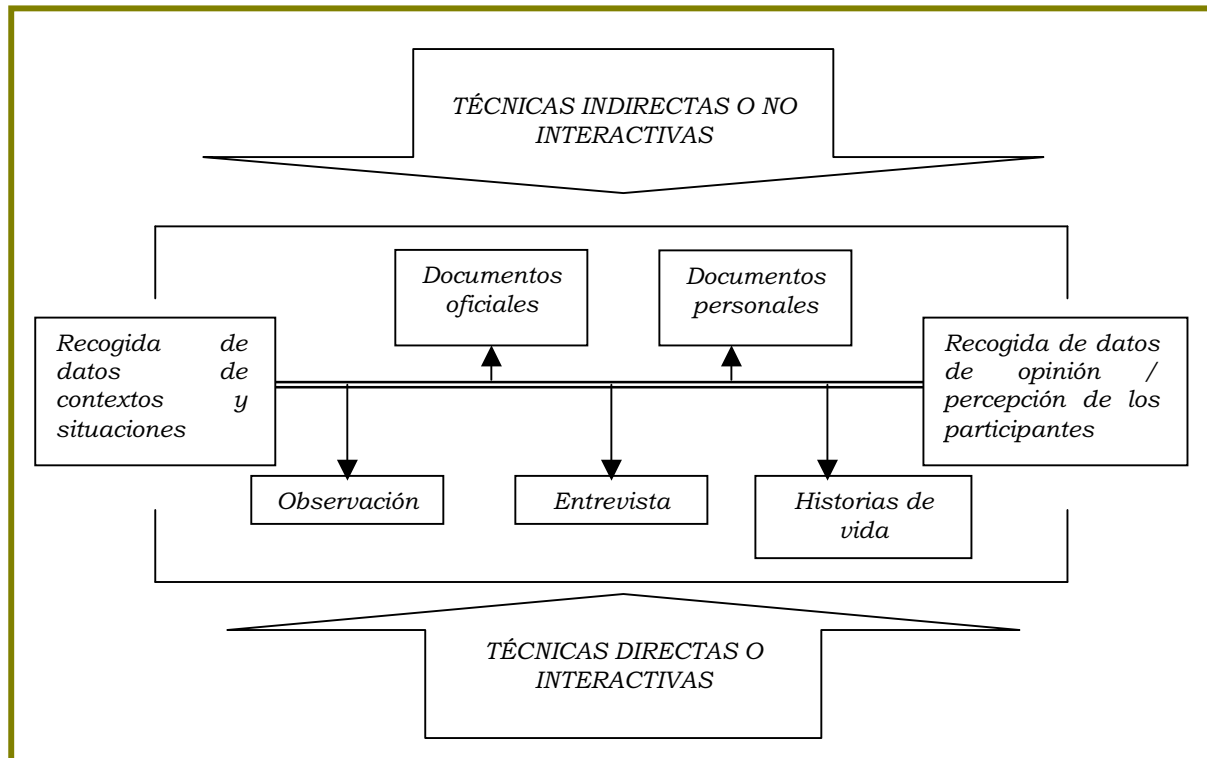 TÉCNICAS INDIRECTAS O NO
INTERACTIVAS
Documentos
oficiales
Documentos
personales
Recogida de
datos de
contextos y
situaciones
Recogida de datos
de opinión /
percepción de los
participantes
Observación
Entrevista
Historias de
vida
TÉCNICAS DIRECTAS O
INTERACTIVAS